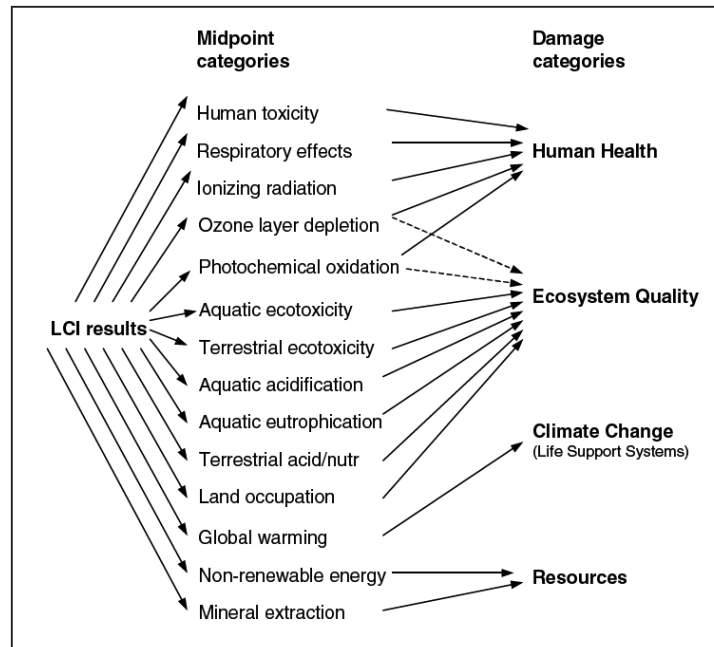 Midpoint
categories
Damage
categories
Human toxicity
Respiratory effects
Human Health
Ionizing radiation
Ozone layer depletion
Photochemical oxidation
Ecosystem Quality
Aquatic ecotoxicity
LCI results
Terrestrial ecotoxicity
Aquatic acidification
Aquatic eutrophication
Climate Change
(Life Support Systems)
Terrestrial acid/nutr
Land occupation
Global warming
Non-renewable energy
Resources
Mineral extraction